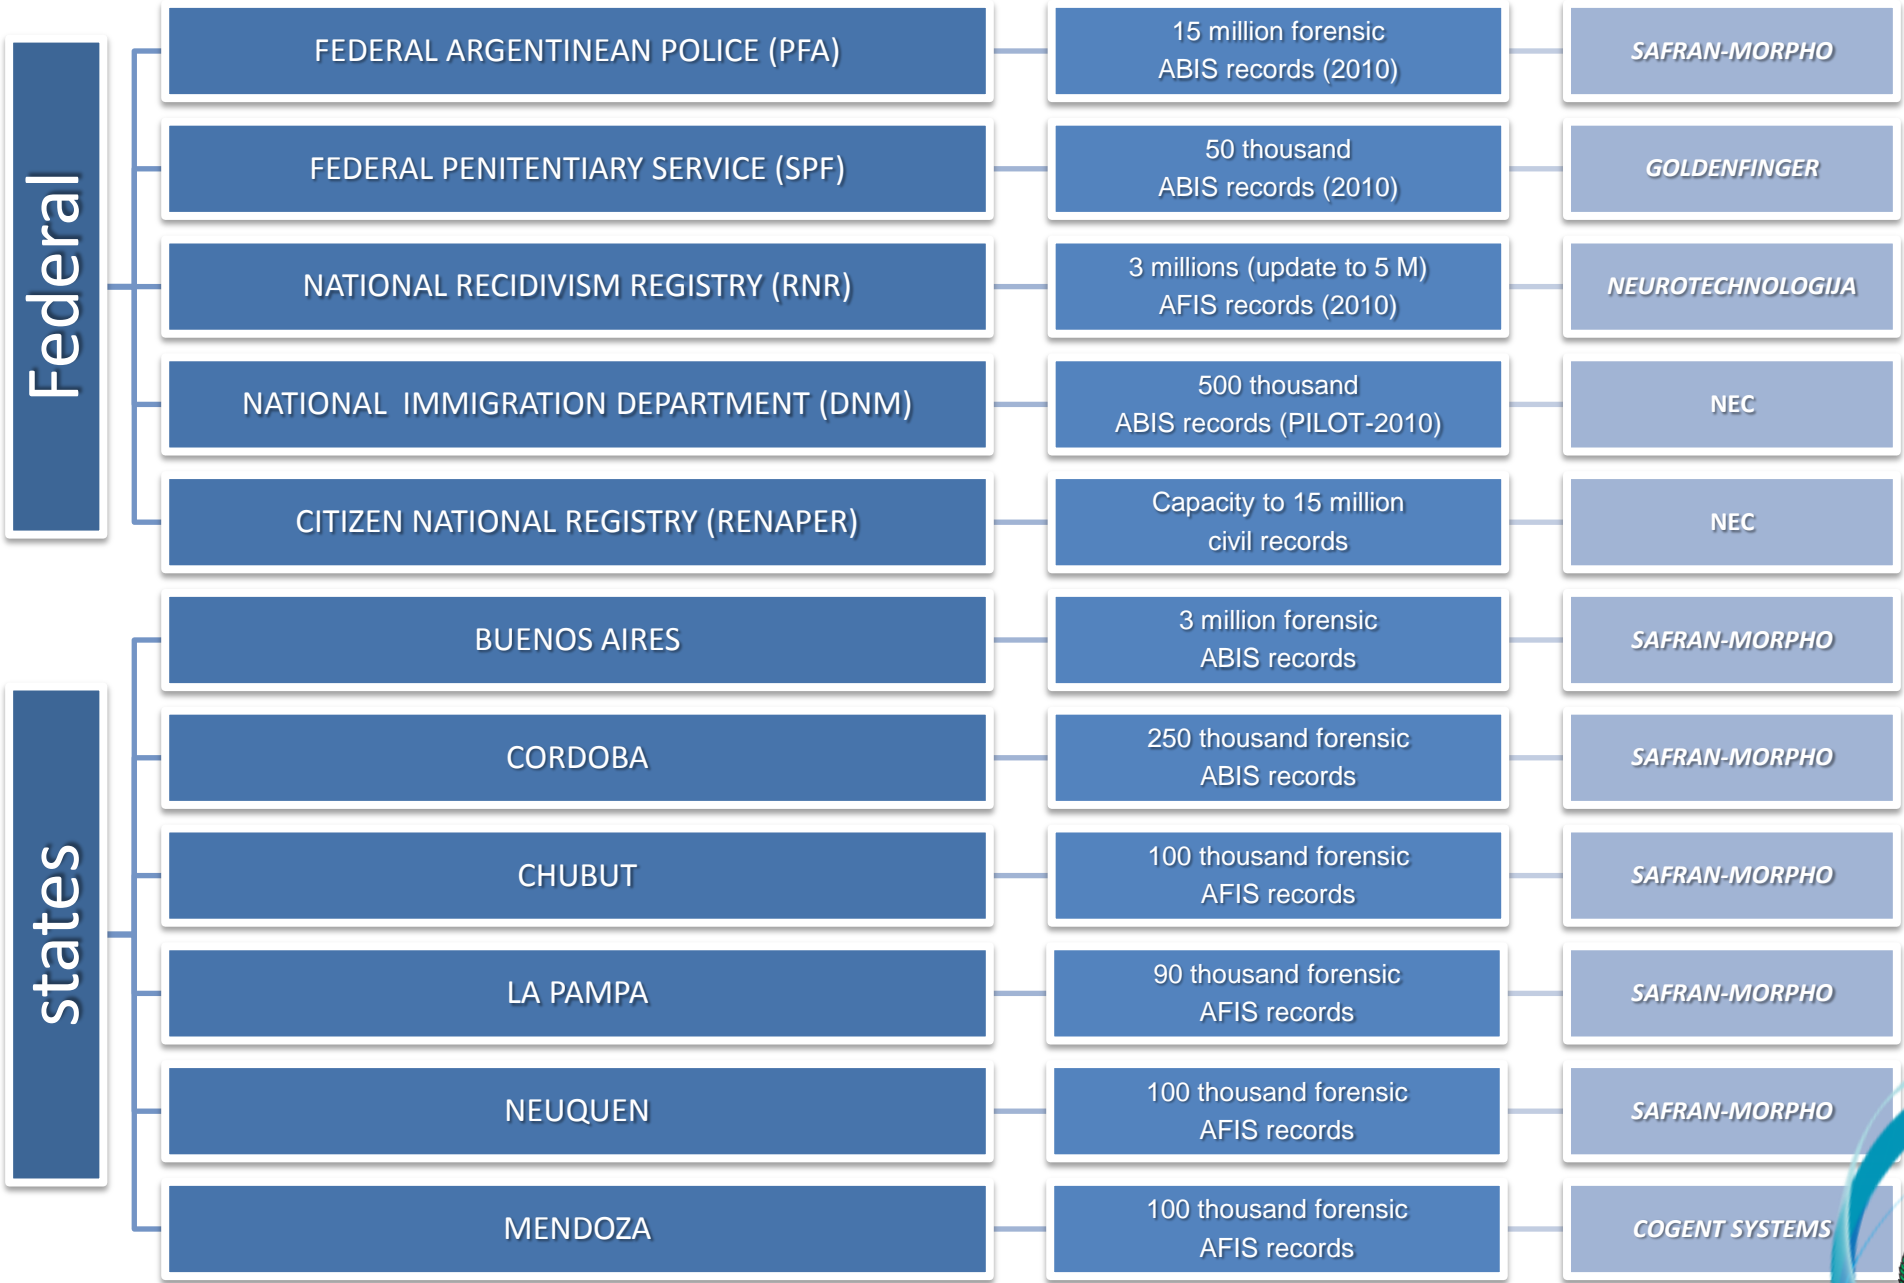 Federal
FEDERAL ARGENTINEAN POLICE (PFA)
15 million forensic
ABIS records (2010)
SAFRAN-MORPHO
FEDERAL PENITENTIARY SERVICE (SPF)
50 thousand
ABIS records (2010)
GOLDENFINGER
NATIONAL RECIDIVISM REGISTRY (RNR)
3 millions (update to 5 M)
AFIS records (2010)
NEUROTECHNOLOGIJA
NATIONAL IMMIGRATION DEPARTMENT (DNM)
500 thousand
ABIS records (PILOT-2010)
NEC
CITIZEN NATIONAL REGISTRY (RENAPER)
Capacity to 15 million
civil records
NEC
states
BUENOS AIRES
3 million forensic
ABIS records
SAFRAN-MORPHO
CORDOBA
250 thousand forensic
ABIS records
SAFRAN-MORPHO
CHUBUT
100 thousand forensic
AFIS records
SAFRAN-MORPHO
LA PAMPA
90 thousand forensic
AFIS records
SAFRAN-MORPHO
NEUQUEN
100 thousand forensic
AFIS records
SAFRAN-MORPHO
MENDOZA
100 thousand forensic
AFIS records
COGENT SYSTEMS